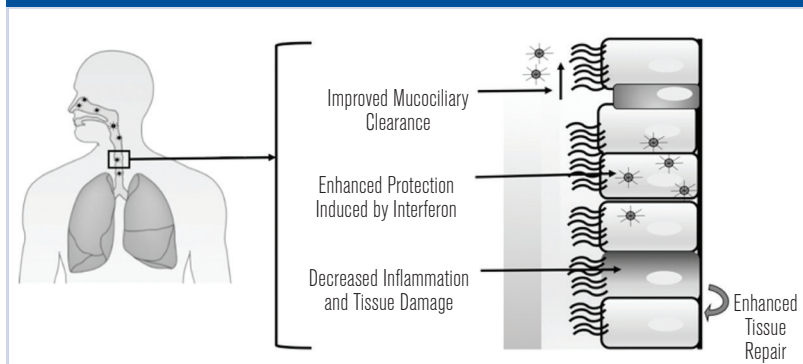 Improved Mucociliary
Clearance
Enhanced Protection
Induced by Interferon
Decreased Inflammation
and Tissue Damage
Enhanced
Tissue
Repair